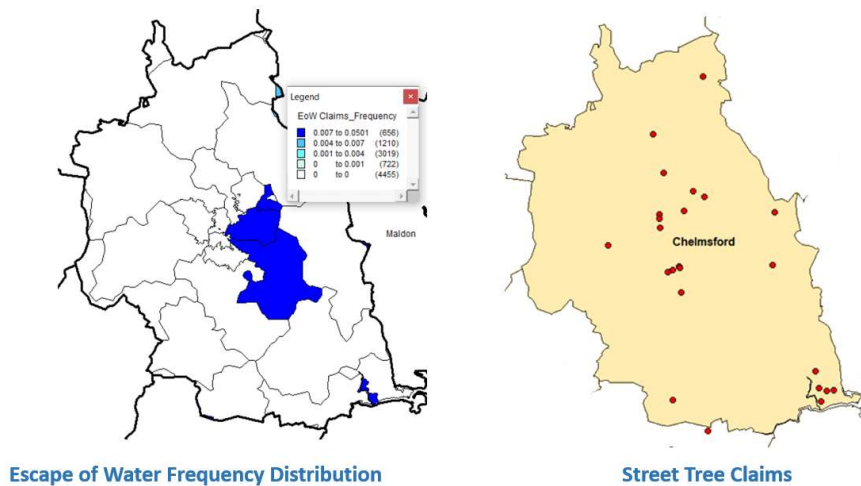 Legend
EoW Claims_Frequency
0.007 to 0.0501 (656)
0.004 to 0.007 (1210)
0.001 to 0.004 (3019)
0 to 0.001 (722)
0 to 0 (4455)
Maldon
Chelmsford
Escape of Water Frequency Distribution
Street Tree Claims